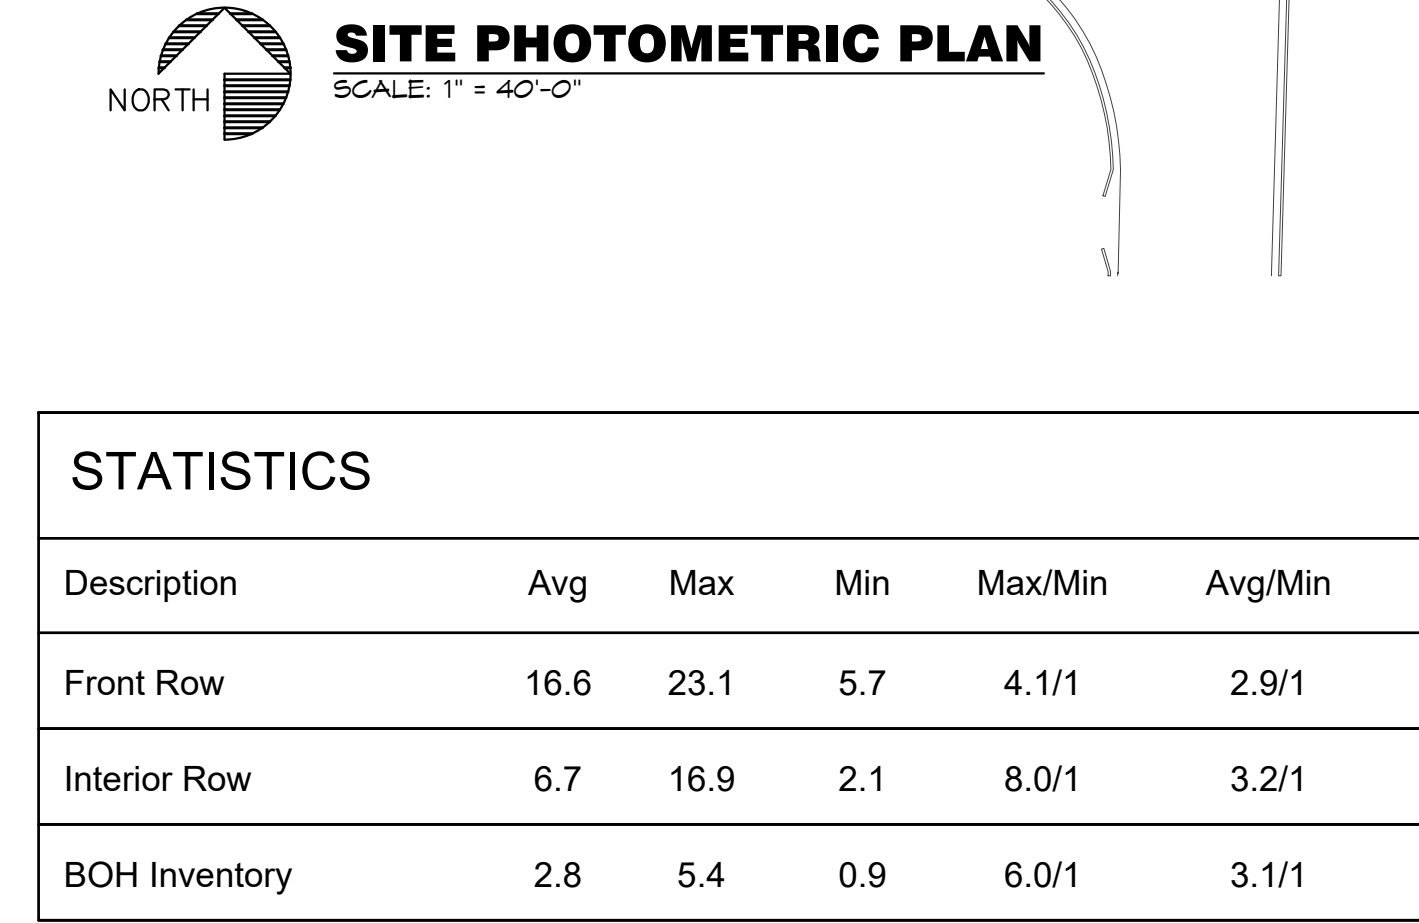 SITE PHOTOMETRIC PLAN
NORTH
SCALE: 1" = 40'-0"
STATISTICS
Description Avg Max Min Max/Min Avg/Min
Front Row 16.6 23.1 5.7 4.1/1 2.9/1
Interior Row 6.7 16.9 2.1 8.0/1 3.2/1
BOH Inventory 2.8 5.4 0.9 6.0/1 3.1/1